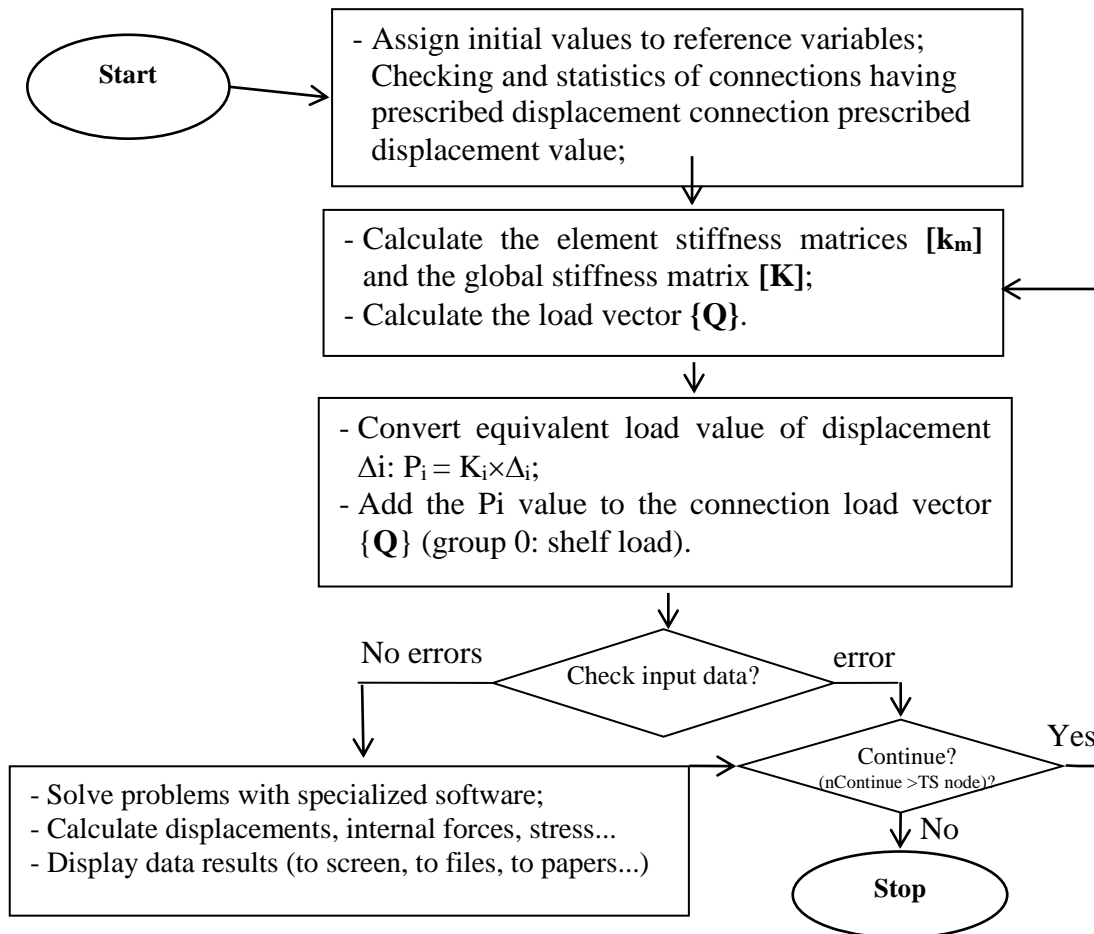 Start
- Assign initial values to reference variables;
Checking and statistics of connections having
prescribed displacement connection prescribed
displacement value;
- Calculate the element stiffness matrices [kₘ]
and the global stiffness matrix [K];
- Calculate the load vector {Q}.
- Convert equivalent load value of displacement
Δi: Pᵢ = Kᵢ×Δᵢ;
- Add the Pi value to the connection load vector
{Q} (group 0: shelf load).
No errors
Check input data?
error
Continue?
(nContinue >TS node)?
Yes
- Solve problems with specialized software;
- Calculate displacements, internal forces, stress...
- Display data results (to screen, to files, to papers...)
No
Stop